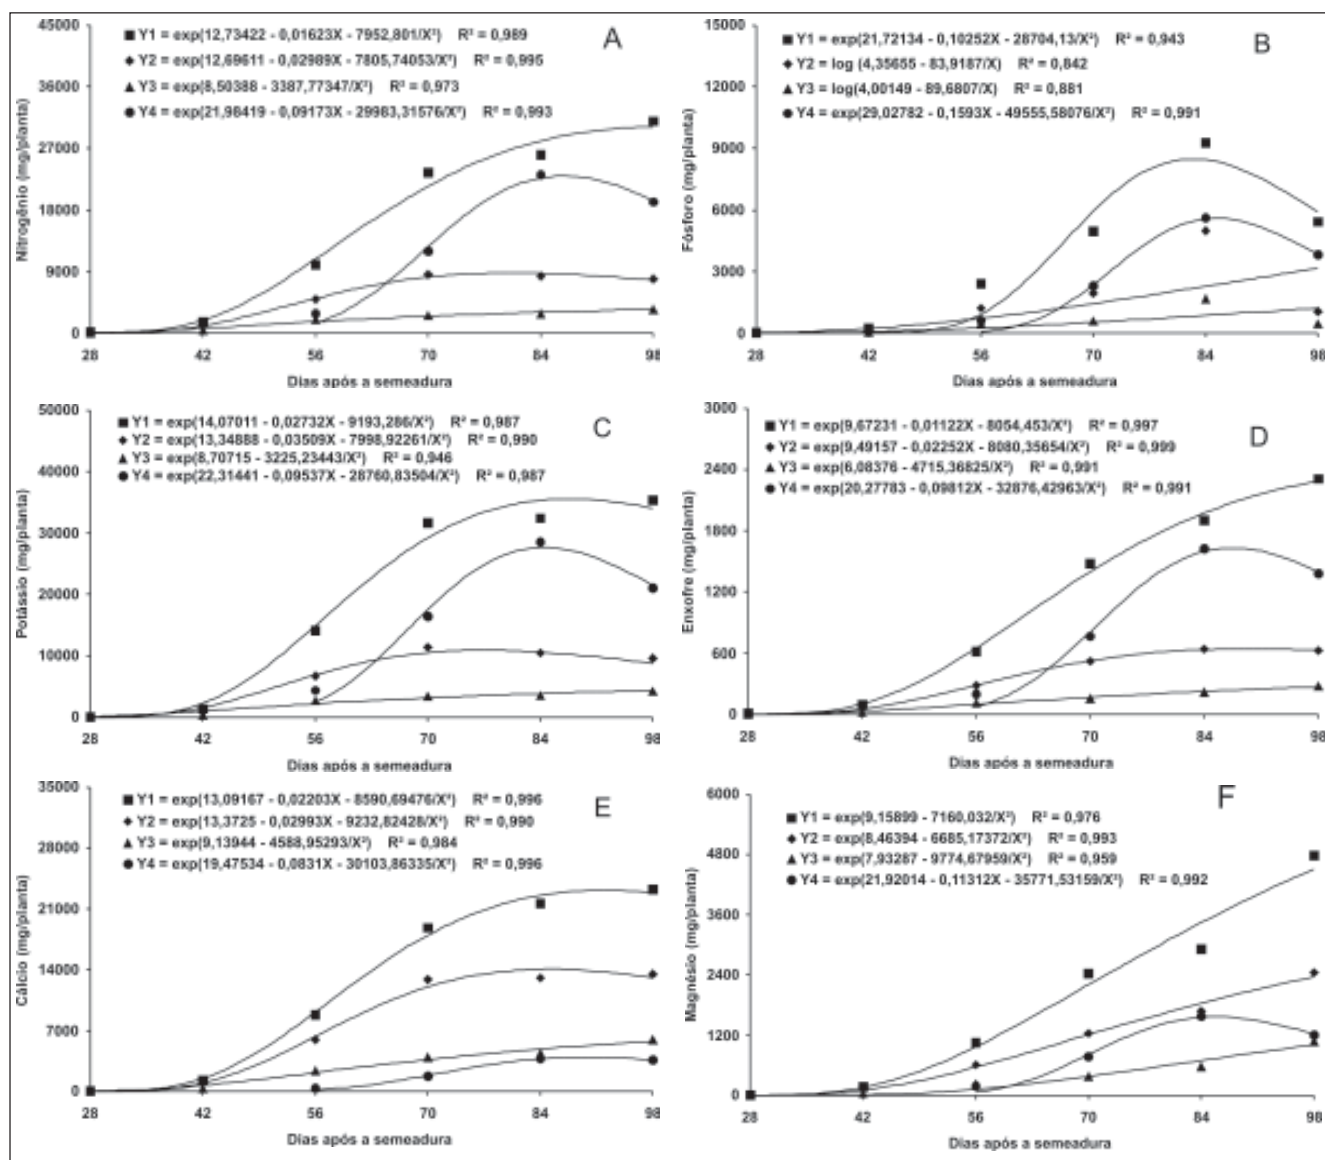 A
Y1 = exp(12,73422 - 0,01623X - 7952,801/X²) R² = 0,989
Y2 = exp(12,69611 - 0,02989X - 7805,74053/X²) R² = 0,995
Y3 = exp(8,50388 - 3387,77347/X²) R² = 0,973
Y4 = exp(21,98419 - 0,09173X - 29983,31576/X²) R² = 0,993
Nitrogênio (mg/planta)
45000
36000
27000
18000
9000
0
28 42 56 70 84 98
Dias após a semeadura
B
Y1 = exp(21,72134 - 0,10252X - 28704,13/X²) R² = 0,943
Y2 = log (4,35655 - 83,9187/X) R² = 0,842
Y3 = log(4,00149 - 89,6807/X) R² = 0,881
Y4 = exp(29,02782 - 0,1593X - 49555,58076/X²) R² = 0,991
Fósforo (mg/planta)
15000
12000
9000
6000
3000
0
28 42 56 70 84 98
Dias após a semeadura
C
Y1 = exp(14,07011 - 0,02732X - 9193,286/X²) R² = 0,987
Y2 = exp(13,34888 - 0,03509X - 7998,92261/X²) R² = 0,990
Y3 = exp(8,70715 - 3225,23443/X²) R² = 0,946
Y4 = exp(22,31441 - 0,09537X - 28760,83504/X²) R² = 0,987
Potássio (mg/planta)
50000
40000
30000
20000
10000
0
28 42 56 70 84 98
Dias após a semeadura
D
Y1 = exp(9,67231 - 0,01122X - 8054,453/X²) R² = 0,997
Y2 = exp(9,49157 - 0,02252X - 8080,35654/X²) R² = 0,999
Y3 = exp(6,08376 - 4715,36825/X²) R² = 0,991
Y4 = exp(20,27783 - 0,09812X - 32876,42963/X²) R² = 0,991
Enxofre (mg/planta)
3000
2400
1800
1200
600
0
28 42 56 70 84 98
Dias após a semeadura
E
Y1 = exp(13,09167 - 0,02203X - 8590,69476/X²) R² = 0,996
Y2 = exp(13,3725 - 0,02993X - 9232,82428/X²) R² = 0,990
Y3 = exp(9,13944 - 4588,95293/X²) R² = 0,984
Y4 = exp(19,47534 - 0,0831X - 30103,86335/X²) R² = 0,996
Cálcio (mg/planta)
35000
28000
21000
14000
7000
0
28 42 56 70 84 98
Dias após a semeadura
F
Y1 = exp(9,15899 - 7160,032/X²) R² = 0,976
Y2 = exp(8,46394 - 6685,17372/X²) R² = 0,993
Y3 = exp(7,93287 - 9774,67959/X²) R² = 0,959
Y4 = exp(21,92014 - 0,11312X - 35771,53159/X²) R² = 0,992
Magnésio (mg/planta)
6000
4800
3600
2400
1200
0
28 42 56 70 84 98
Dias após a semeadura